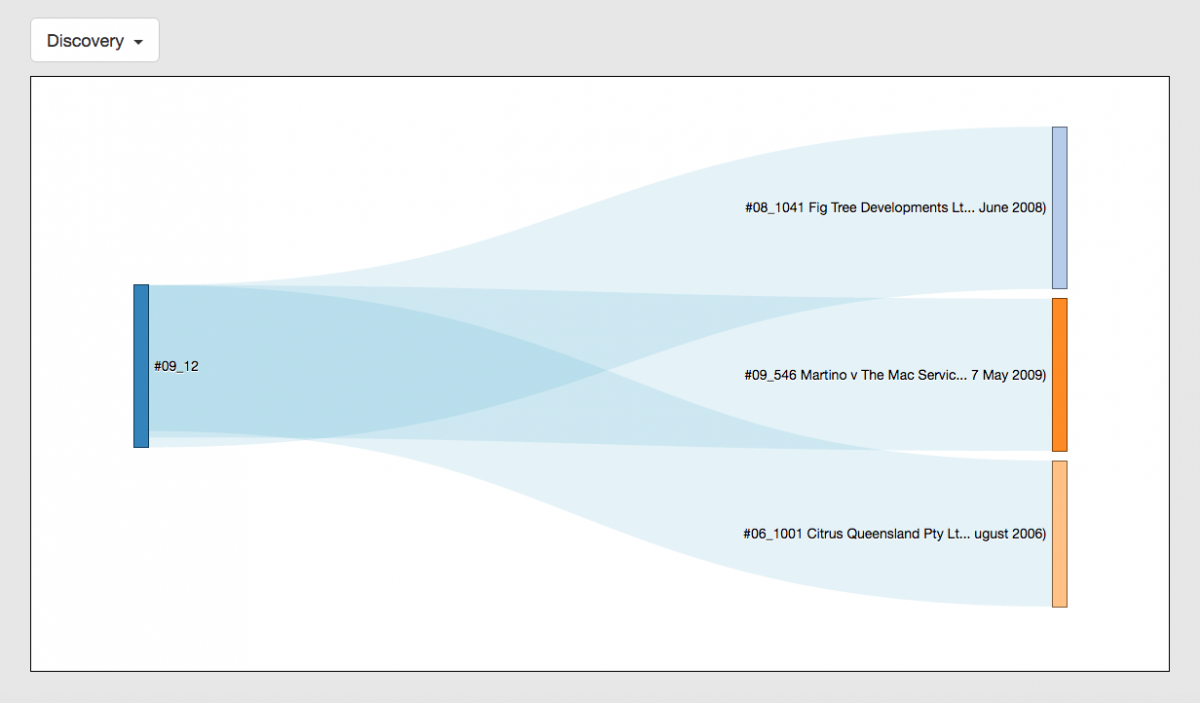 Discovery
#08_1041 Fig Tree Developments Lt... June 2008)
#09_12
#09_546 Martino v The Mac Servic... 7 May 2009)
#06_1001 Citrus Queensland Pty Lt... ugust 2006)